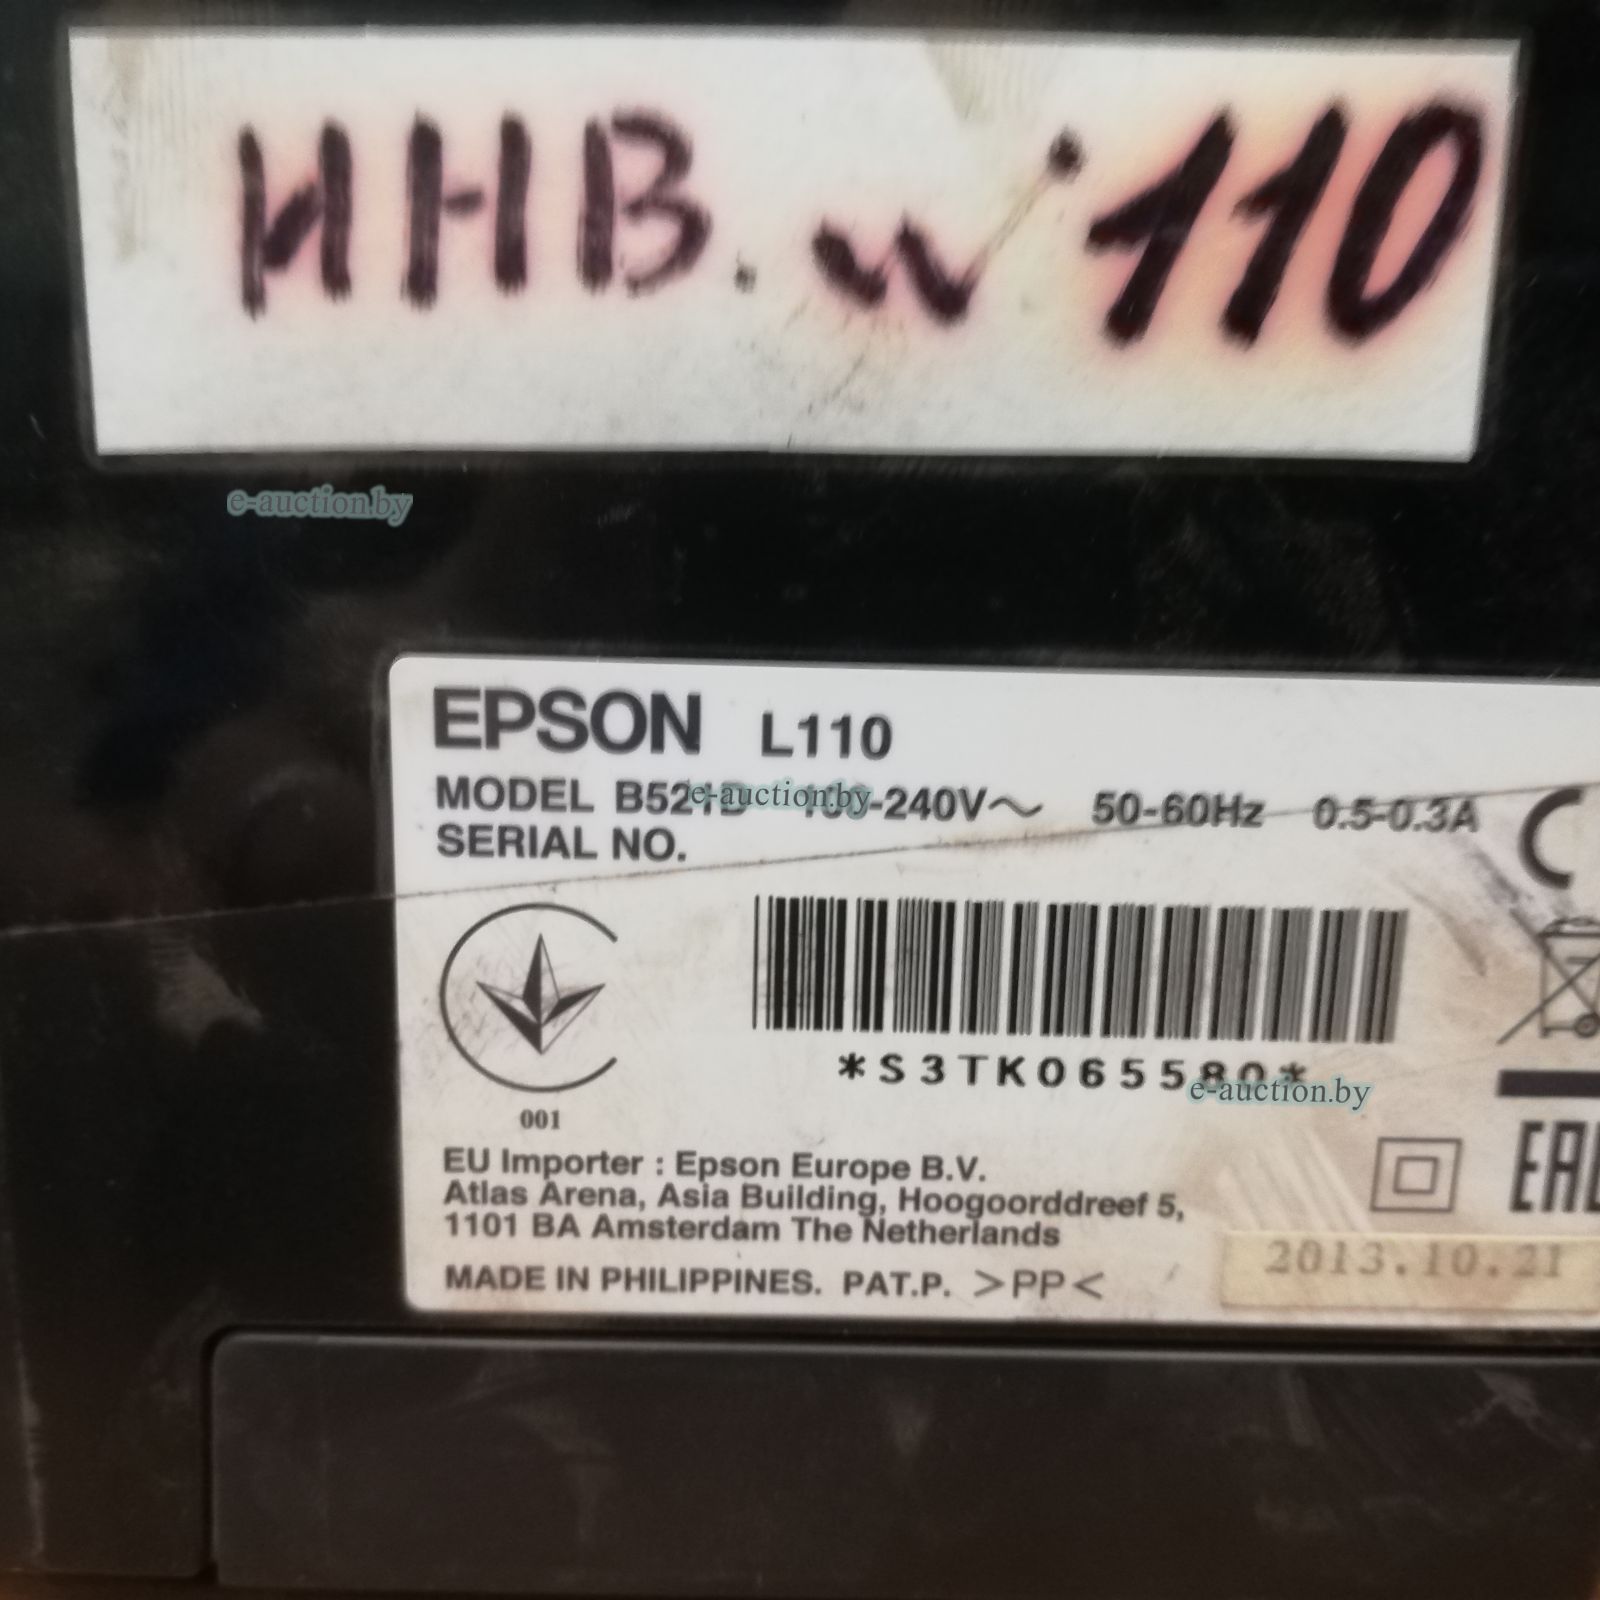 ИНВ. № 110
e-auction.by
EPSON L110
MODEL B521D 100-240V~ 50-60Hz 0.5-0.3A
e-auction.by
SERIAL NO.
*S3TK065580*
e-auction.by
001
EU Importer : Epson Europe B.V.
Atlas Arena, Asia Building, Hoogoorddreef 5,
1101 BA Amsterdam The Netherlands
MADE IN PHILIPPINES. PAT.P. >PP<
2013.10.21